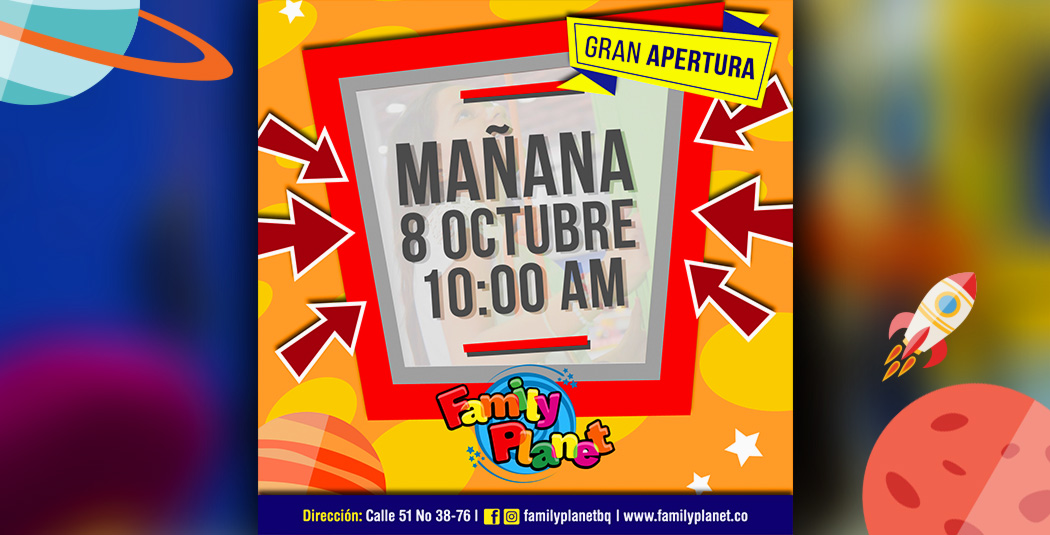 GRAN APERTURA
MAÑANA
8 OCTUBRE
10:00 AM
Family
Planet
Dirección: Calle 51 No 38-76 | familyplanetbq | www.familyplanet.co